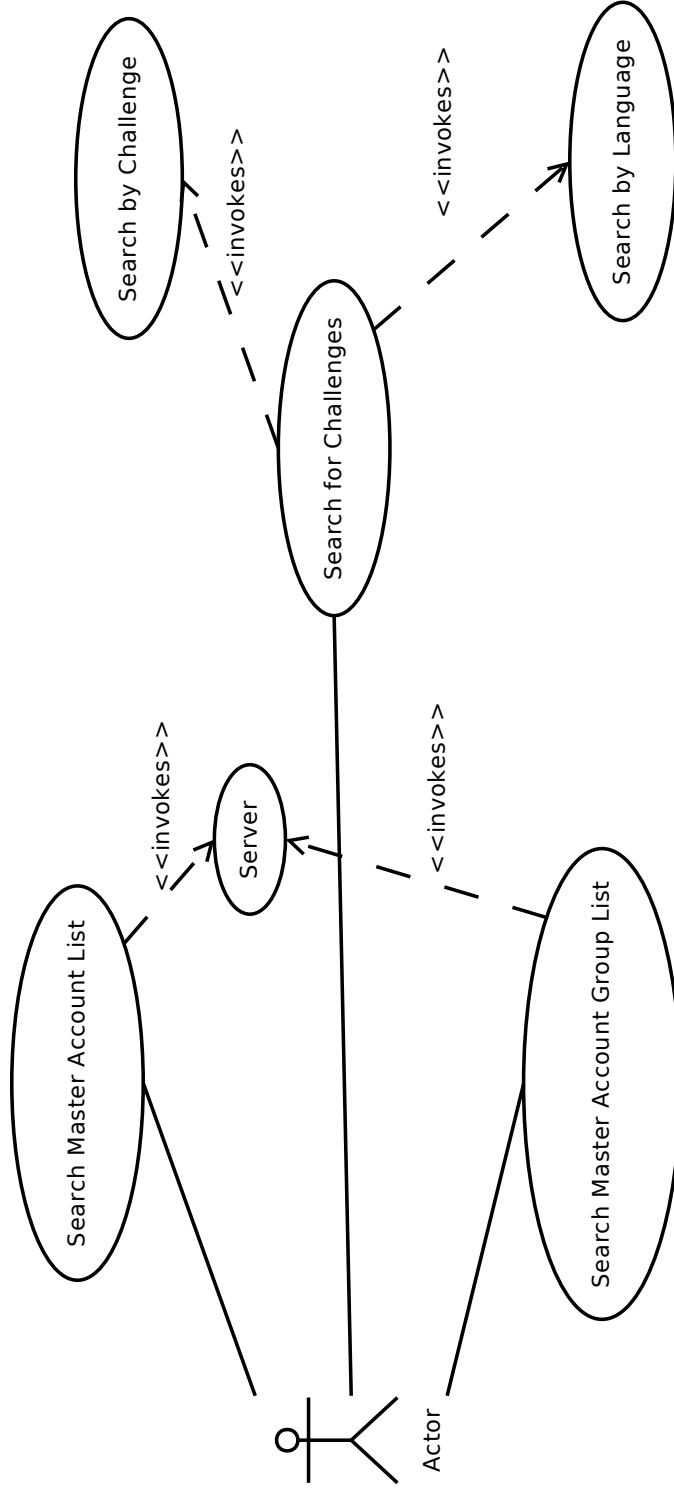 Search by Challenge
<<invokes>>
<<invokes>>
Search by Language
Search for Challenges
<<invokes>>
Server
<<invokes>>
Search Master Account List
Search Master Account Group List
Actor